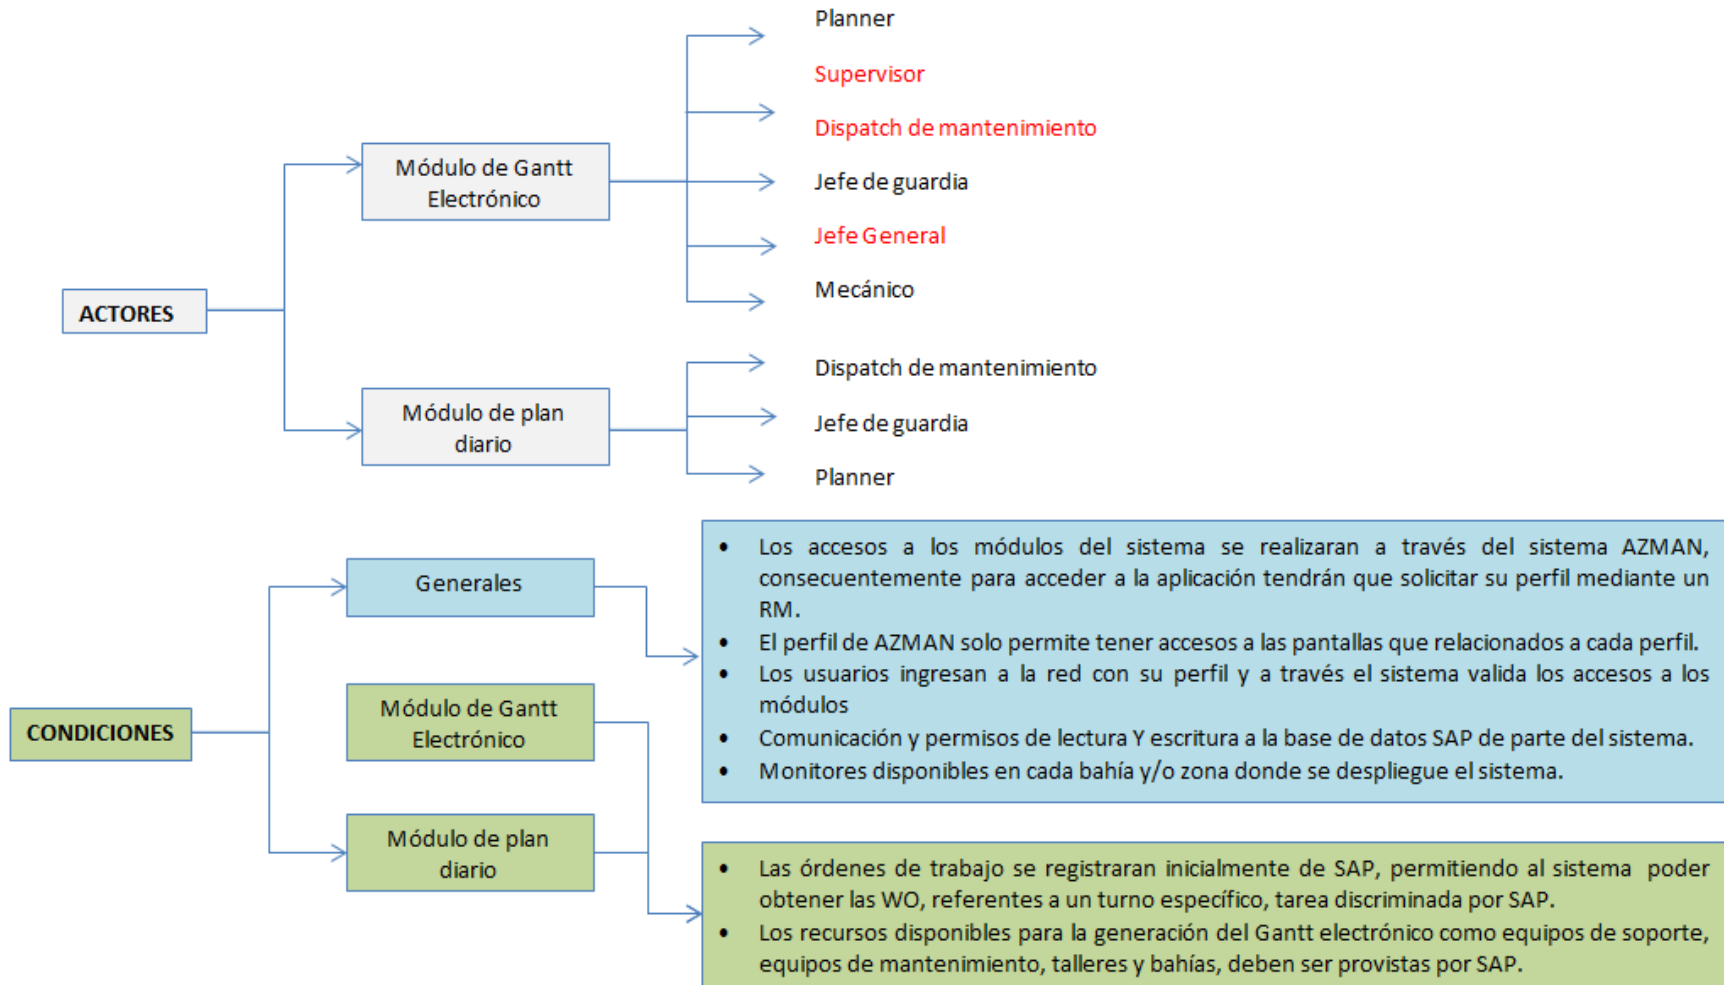 Planner
Supervisor
Dispatch de mantenimiento
Módulo de Gantt
Electrónico
Jefe de guardia
Jefe General
Mecánico
ACTORES
Dispatch de mantenimiento
Módulo de plan
diario
Jefe de guardia
Planner
CONDICIONES
Generales
• Los accesos a los módulos del sistema se realizaran a través del sistema AZMAN,
consecuentemente para acceder a la aplicación tendrán que solicitar su perfil mediante un
RM.
• El perfil de AZMAN solo permite tener accesos a las pantallas que relacionados a cada perfil.
• Los usuarios ingresan a la red con su perfil y a través el sistema valida los accesos a los
módulos
• Comunicación y permisos de lectura Y escritura a la base de datos SAP de parte del sistema.
• Monitores disponibles en cada bahía y/o zona donde se despliegue el sistema.
Módulo de Gantt
Electrónico
Módulo de plan
diario
• Las órdenes de trabajo se registraran inicialmente de SAP, permitiendo al sistema poder
obtener las WO, referentes a un turno específico, tarea discriminada por SAP.
• Los recursos disponibles para la generación del Gantt electrónico como equipos de soporte,
equipos de mantenimiento, talleres y bahías, deben ser provistas por SAP.